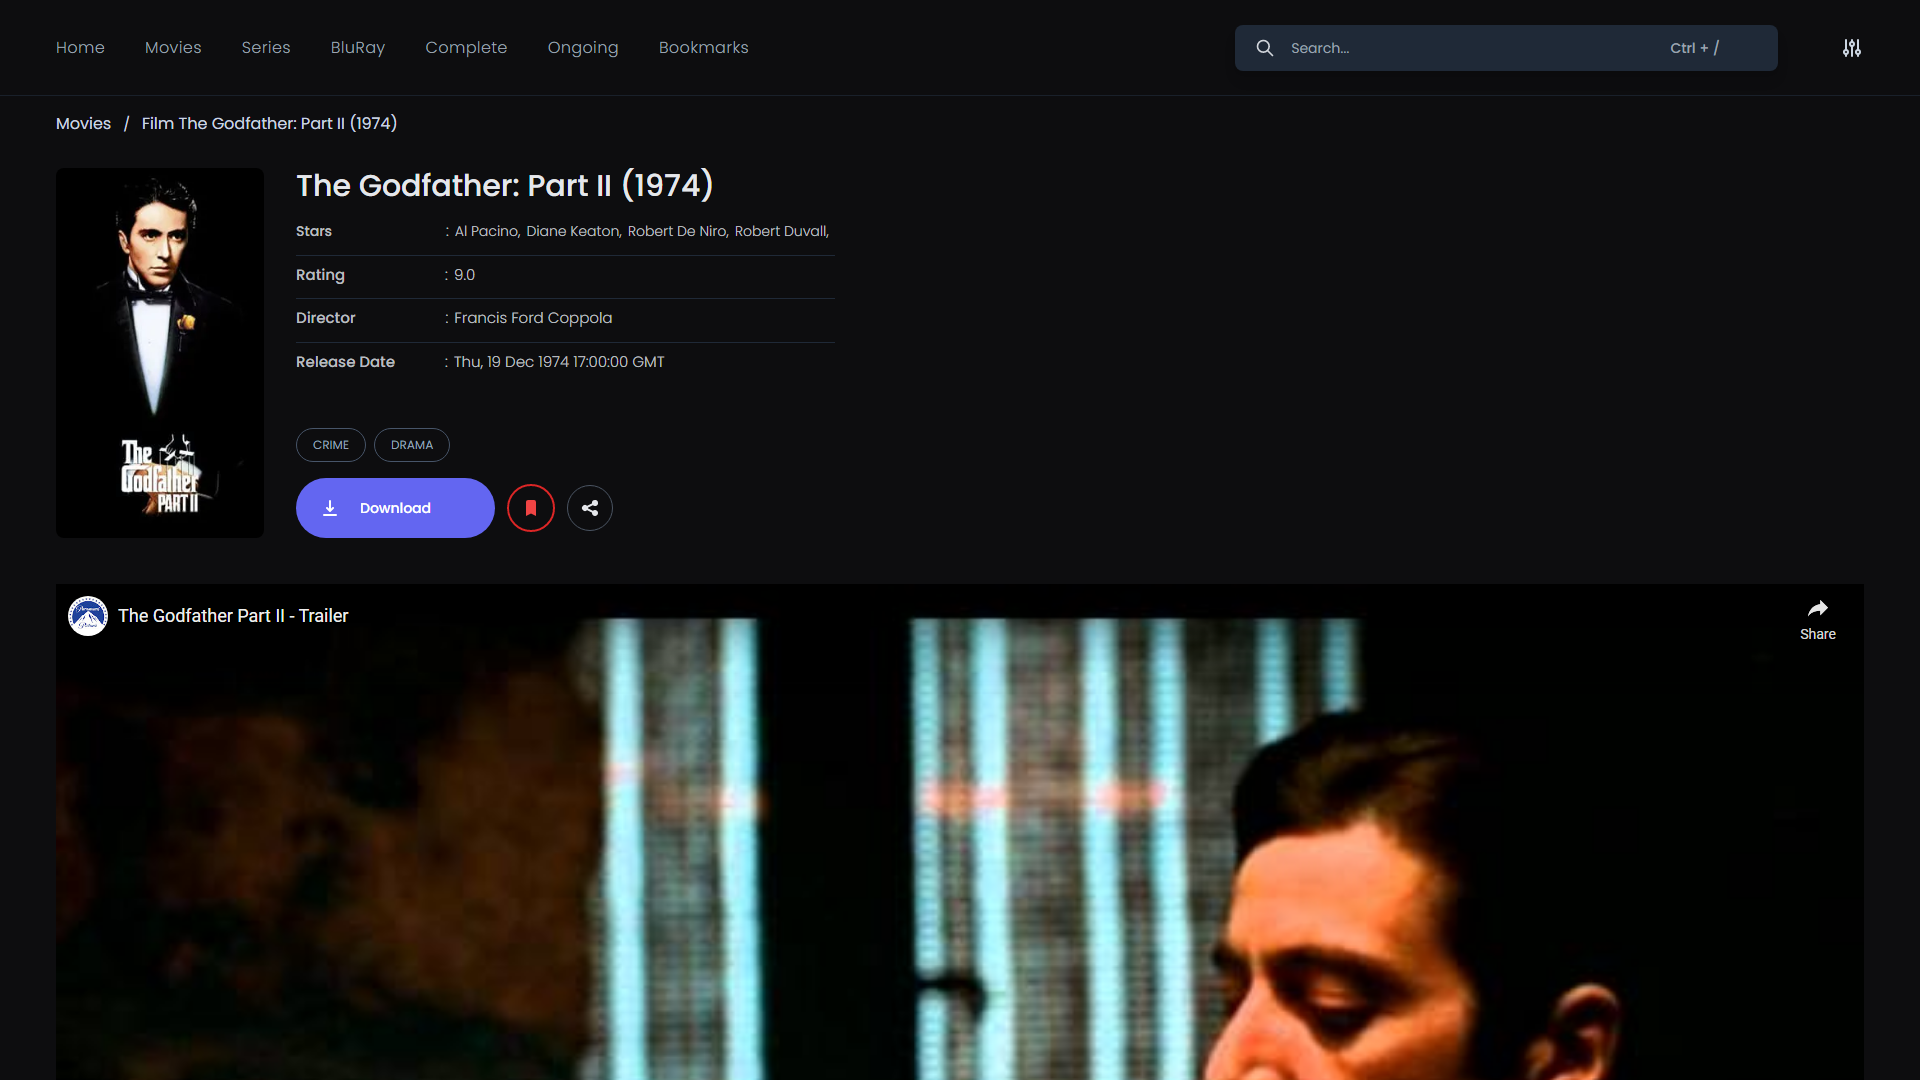 Home Movies Series BluRay Complete Ongoing Bookmarks Search... Ctrl + /
Movies / Film The Godfather: Part II (1974)
The Godfather: Part II (1974)
Stars : Al Pacino, Diane Keaton, Robert De Niro, Robert Duvall,
Rating : 9.0
Director : Francis Ford Coppola
Release Date : Thu, 19 Dec 1974 17:00:00 GMT
CRIME DRAMA
Download
The
Godfather
PART II
The Godfather Part II - Trailer
Share